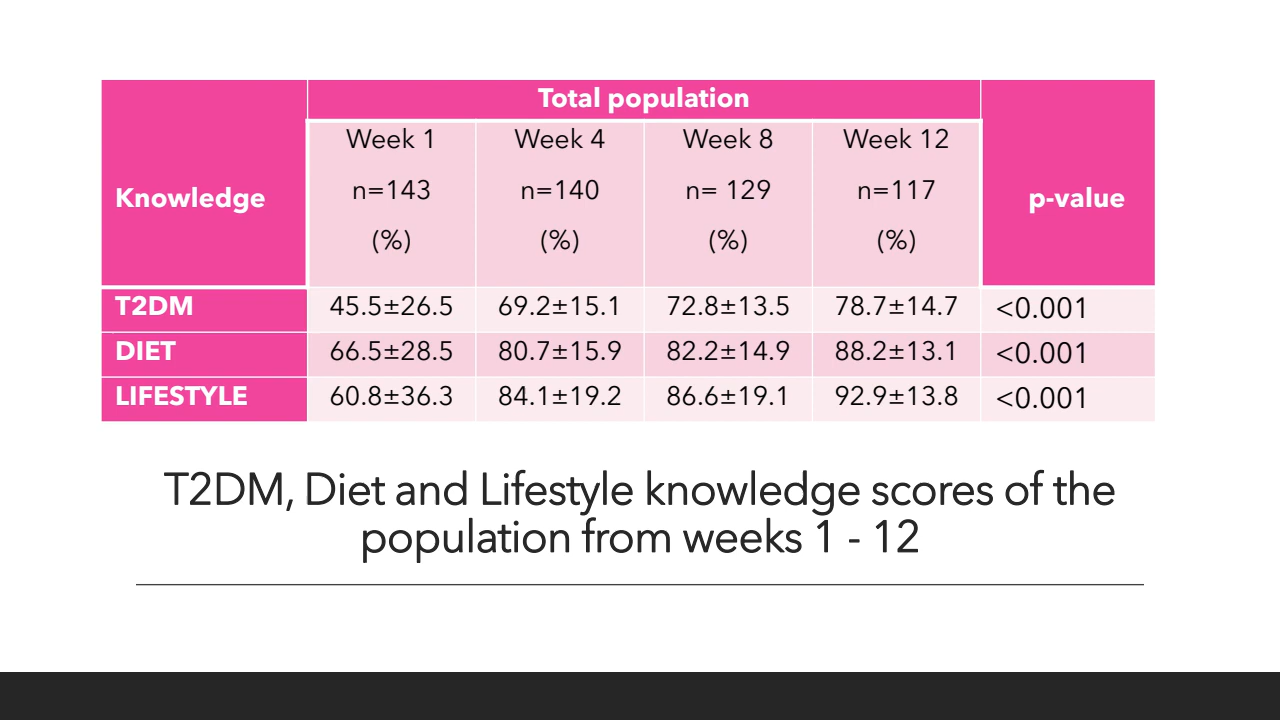 Total population
Knowledge
Week 1
n=143
(%)
Week 4
n=140
(%)
Week 8
n= 129
(%)
Week 12
n=117
(%)
p-value
T2DM 45.5±26.5 69.2±15.1 72.8±13.5 78.7±14.7 <0.001
DIET 66.5±28.5 80.7±15.9 82.2±14.9 88.2±13.1 <0.001
LIFESTYLE 60.8±36.3 84.1±19.2 86.6±19.1 92.9±13.8 <0.001
T2DM, Diet and Lifestyle knowledge scores of the
population from weeks 1 - 12